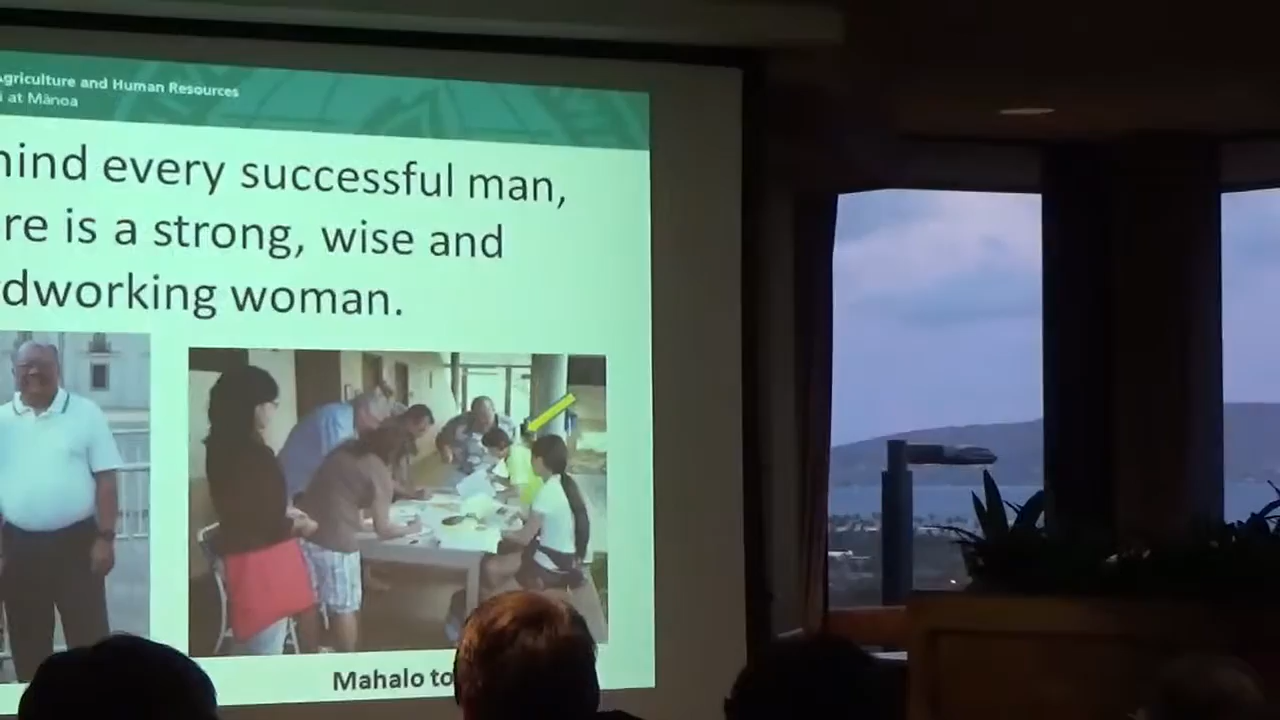 Agriculture and Human Resources
i at Mānoa
hind every successful man,
re is a strong, wise and
dworking woman.
Mahalo to